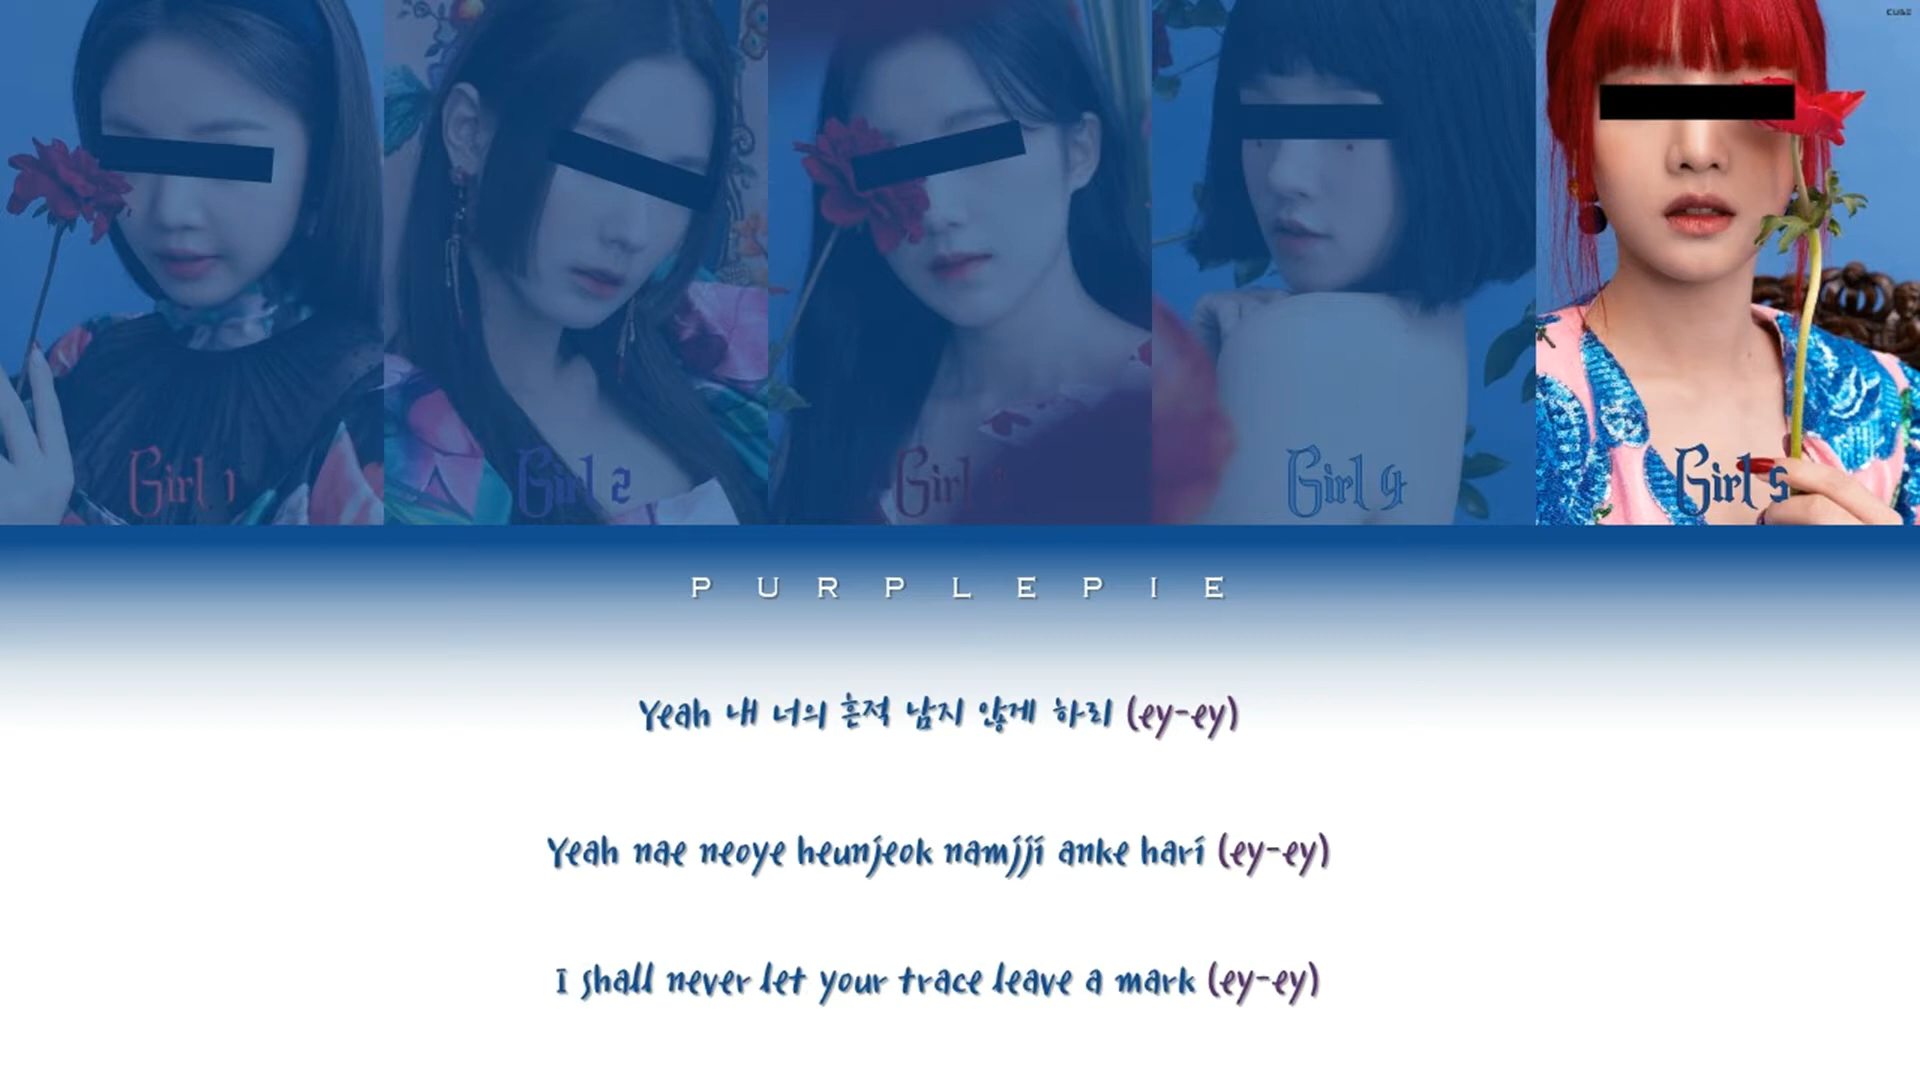 CUBE
Girl 1
Girl 2
Girl
Girl 4
Girl 5
PURPLEPIE
Yeah 내 너의 흔적 남지 않게 하리 (ey-ey)
Yeah nae neoye heunjeok namjji anke hari (ey-ey)
I shall never let your trace leave a mark (ey-ey)